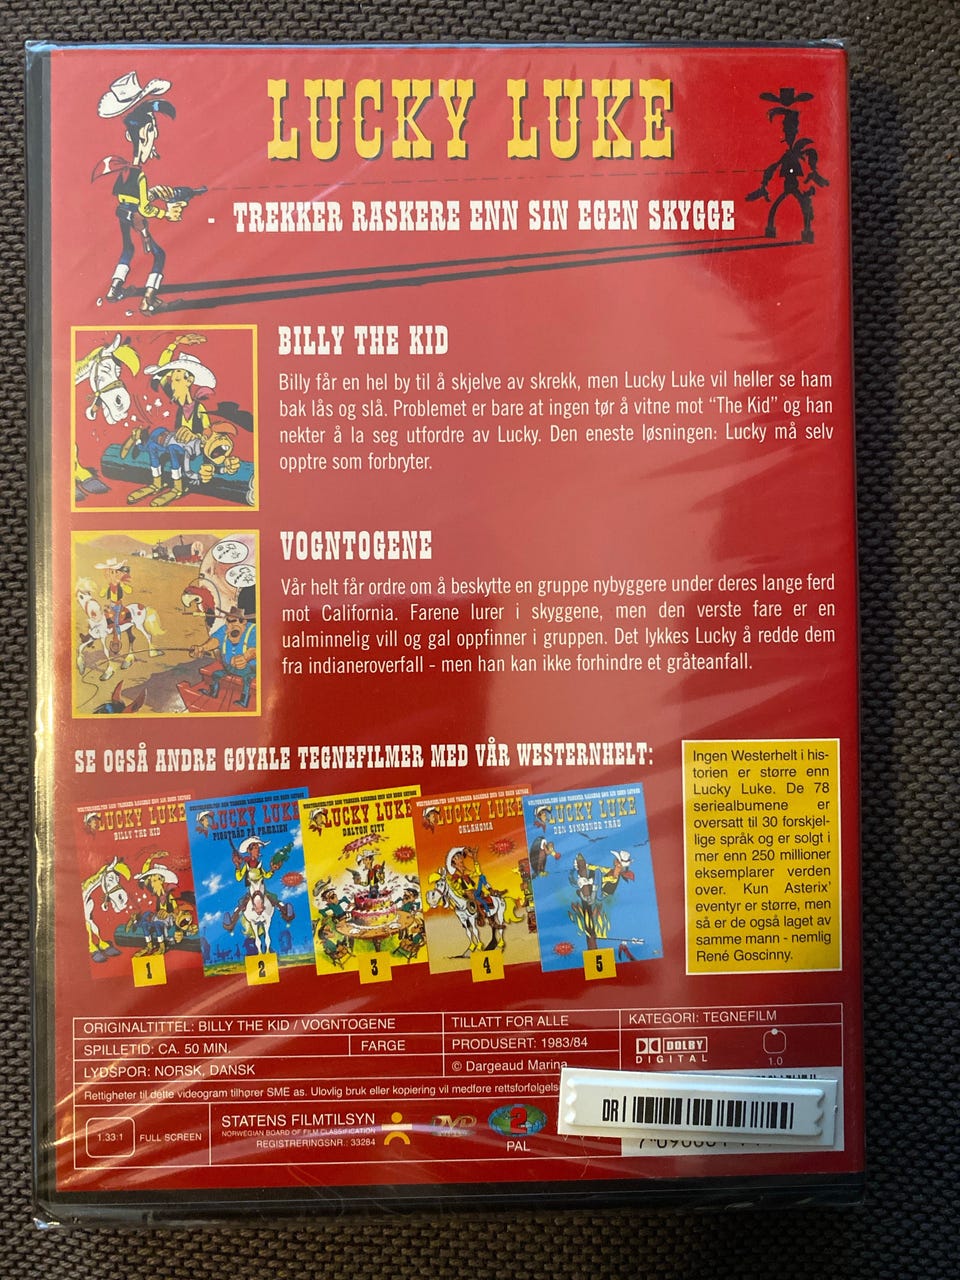 LUCKY LUKE
- TREKKER RASKERE ENN SIN EGEN SKYGGE
BILLY THE KID
Billy får en hel by til å skjelve av skrekk, men Lucky Luke vil heller se ham
bak lås og slå. Problemet er bare at ingen tør å vitne mot “The Kid” og han
nekter å la seg utfordre av Lucky. Den eneste løsningen: Lucky må selv
opptre som forbryter.
VOGNTOGENE
Vår helt får ordre om å beskytte en gruppe nybyggere under deres lange ferd
mot California. Farene lurer i skyggene, men den verste fare er en
ualminnelig vill og gal oppfinner i gruppen. Det lykkes Lucky å redde dem
fra indianeroverfall - men han kan ikke forhindre et gråteanfall.
SE OGSÅ ANDRE GØYALE TEGNEFILMER MED VÅR WESTERNHELT:
LUCKY LUKE
BILLY THE KID
1
LUCKY LUKE
PIGGTRÅD PÅ PRÆRIEN
2
LUCKY LUKE
DALTON CITY
3
LUCKY LUKE
OKLAHOMA
4
LUCKY LUKE
DEN SYNGENDE TRÅD
5
Ingen Westerhelt i his-
torien er større enn
Lucky Luke. De 78
seriealbumene er
oversatt til 30 forskjel-
lige språk og er solgt i
mer enn 250 millioner
eksemplarer verden
over. Kun Asterix’
eventyr er større, men
så er de også laget av
samme mann - nemlig
René Goscinny.
ORIGINALTITTEL: BILLY THE KID / VOGNTOGENE
TILLATT FOR ALLE
KATEGORI: TEGNEFILM
SPILLETID: CA. 50 MIN.
FARGE
PRODUSERT: 1983/84
DOLBY
DIGITAL
1.0
LYDSPOR: NORSK, DANSK
© Dargeaud Marina
Rettigheter til dette videogram tilhører SME as. Ulovlig bruk eller kopiering vil medføre rettsforfølgels
1.33:1
FULL SCREEN
STATENS FILMTILSYN
NORWEGIAN BOARD OF FILM CLASSIFICATION
REGISTRERINGSNR.: 33284
DVD
VIDEO
2
PAL
DR